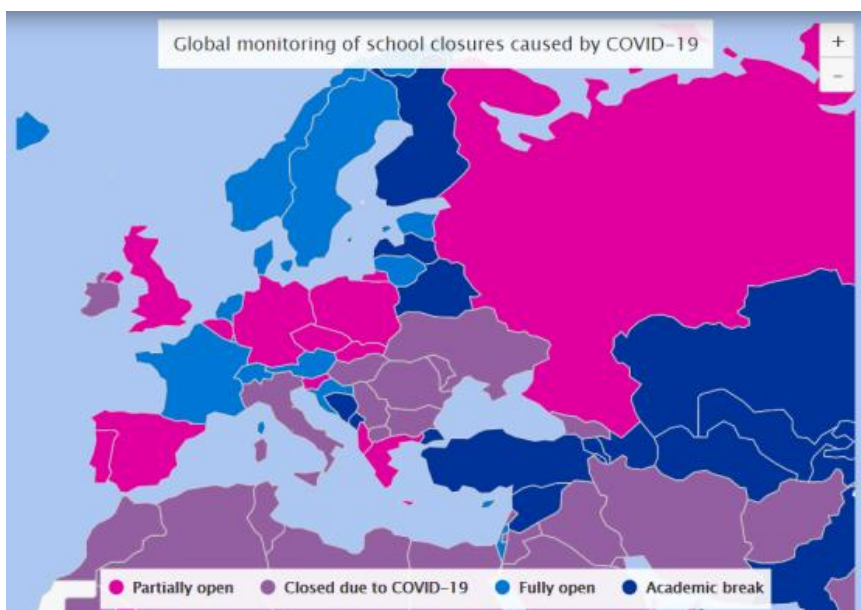 Global monitoring of school closures caused by COVID-19
+
−
Partially open Closed due to COVID-19 Fully open Academic break